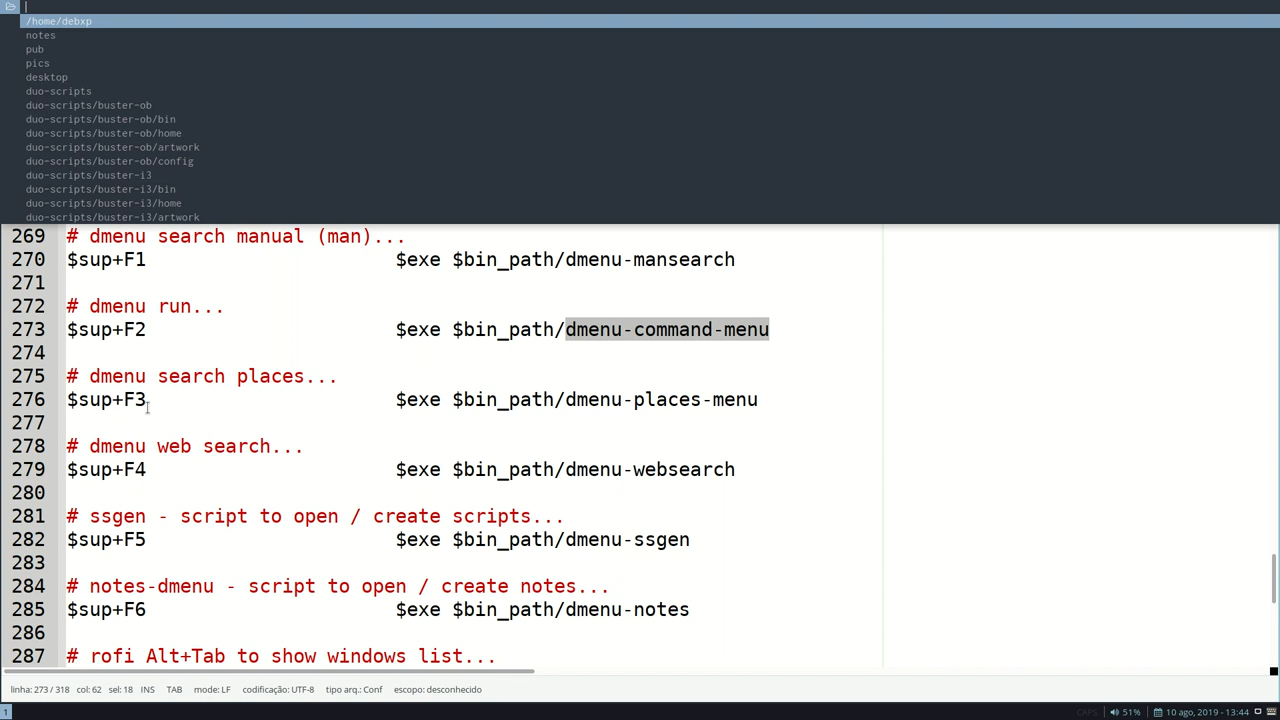 /home/debxp
notes
pub
pics
desktop
duo-scripts
duo-scripts/buster-ob
duo-scripts/buster-ob/bin
duo-scripts/buster-ob/home
duo-scripts/buster-ob/artwork
duo-scripts/buster-ob/config
duo-scripts/buster-i3
duo-scripts/buster-i3/bin
duo-scripts/buster-i3/home
duo-scripts/buster-i3/artwork
269 # dmenu search manual (man)...
270 $sup+F1 $exe $bin_path/dmenu-mansearch
271
272 # dmenu run...
273 $sup+F2 $exe $bin_path/dmenu-command-menu
274
275 # dmenu search places...
276 $sup+F3 $exe $bin_path/dmenu-places-menu
277
278 # dmenu web search...
279 $sup+F4 $exe $bin_path/dmenu-websearch
280
281 # ssgen - script to open / create scripts...
282 $sup+F5 $exe $bin_path/dmenu-ssgen
283
284 # notes-dmenu - script to open / create notes...
285 $sup+F6 $exe $bin_path/dmenu-notes
286
287 # rofi Alt+Tab to show windows list...
linha: 273 / 318 col: 62 sel: 18 INS TAB mode: LF codificação: UTF-8 tipo arq.: Conf escopo: desconhecido
1 CAPS 51% 10 ago, 2019 - 13:44